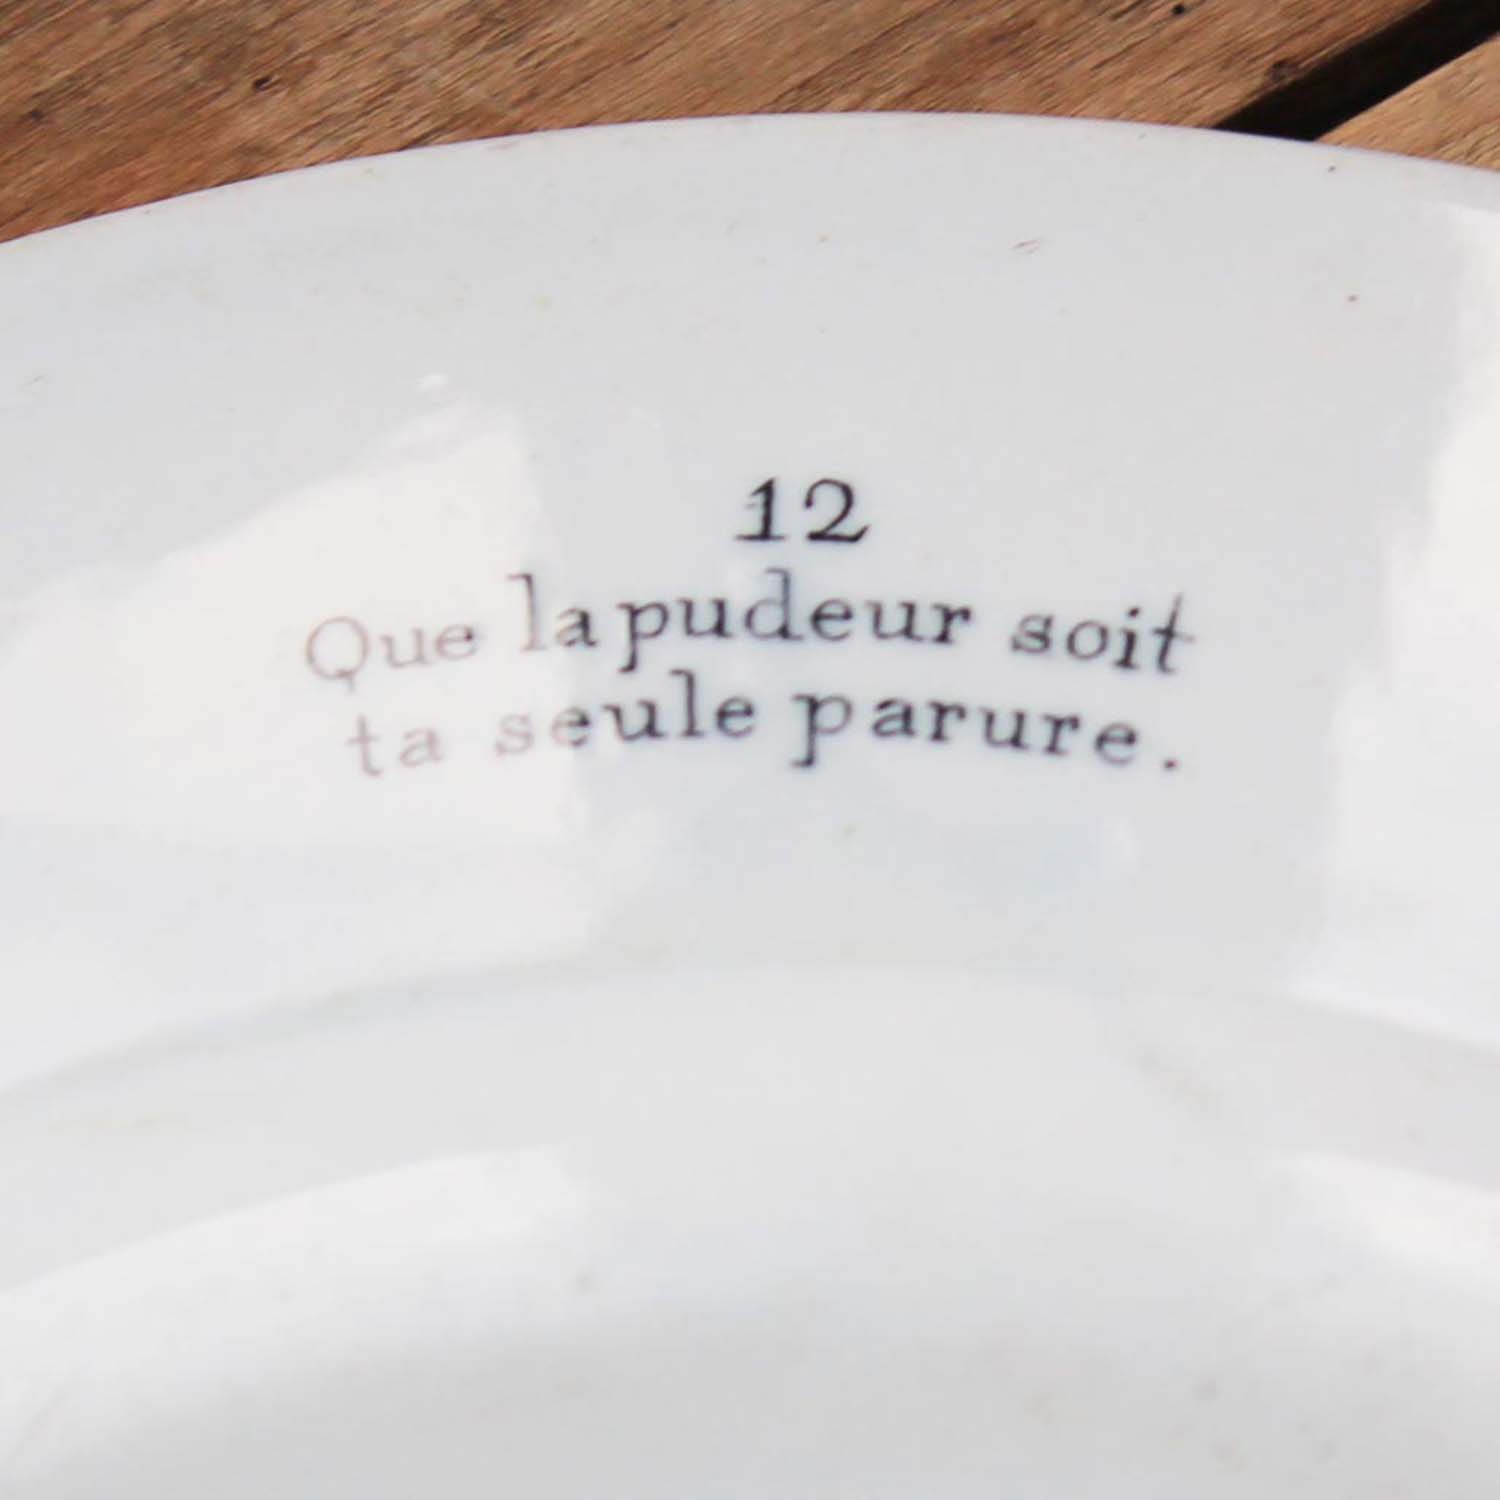 12
Que la pudeur soit
ta seule parure.